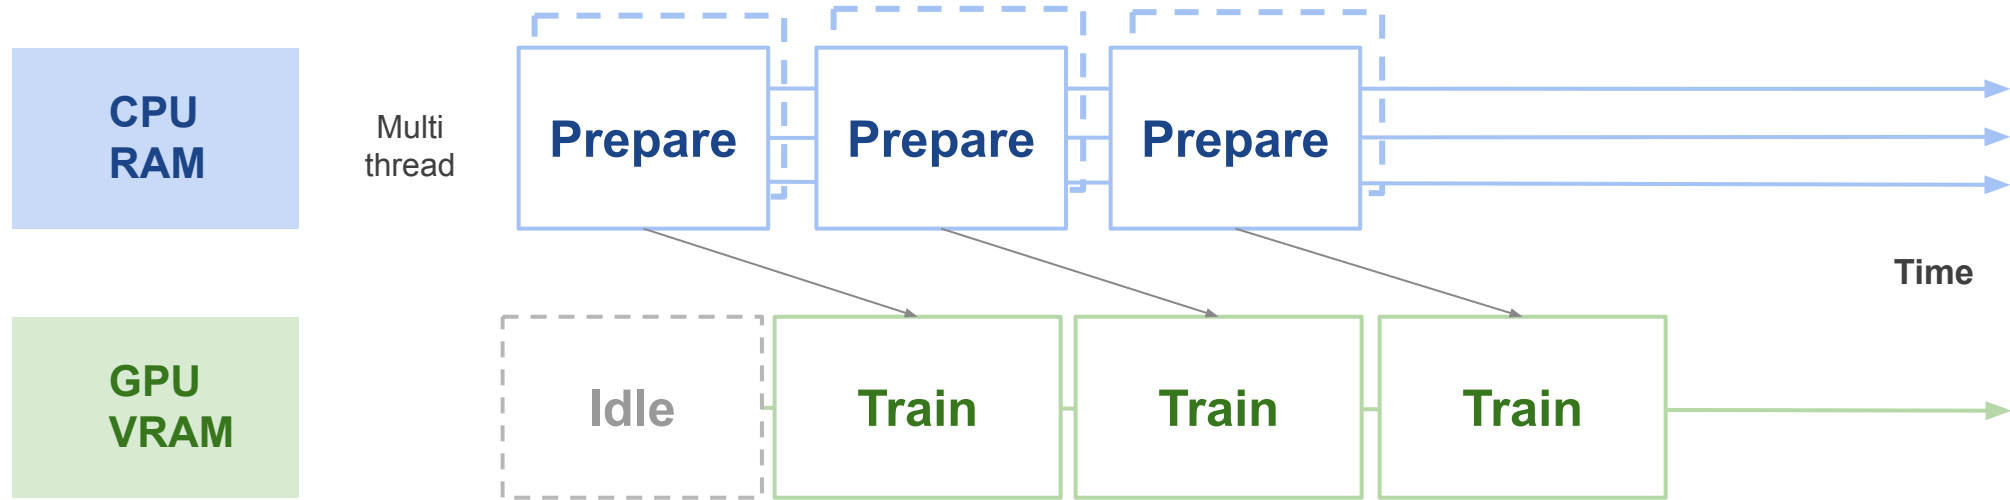 CPU
RAM
Multi
thread
Prepare
Prepare
Prepare
Time
GPU
VRAM
Idle
Train
Train
Train